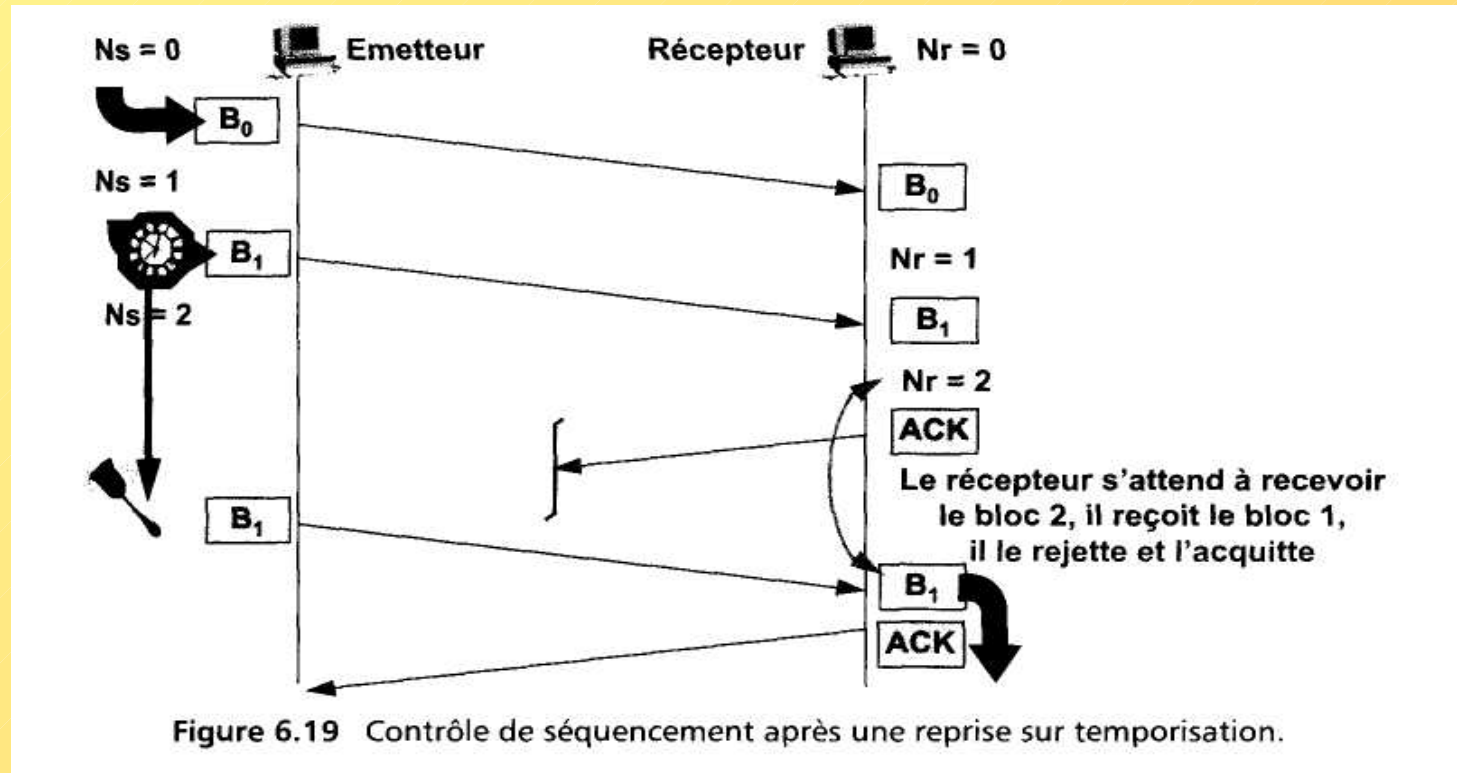 Ns = 0
Emetteur
Récepteur
Nr = 0
B₀
Ns = 1
B₀
B₁
Nr = 1
Ns = 2
B₁
Nr = 2
ACK
Le récepteur s'attend à recevoir
le bloc 2, il reçoit le bloc 1,
il le rejette et l'acquitte
B₁
B₁
ACK
Figure 6.19 Contrôle de séquencement après une reprise sur temporisation.